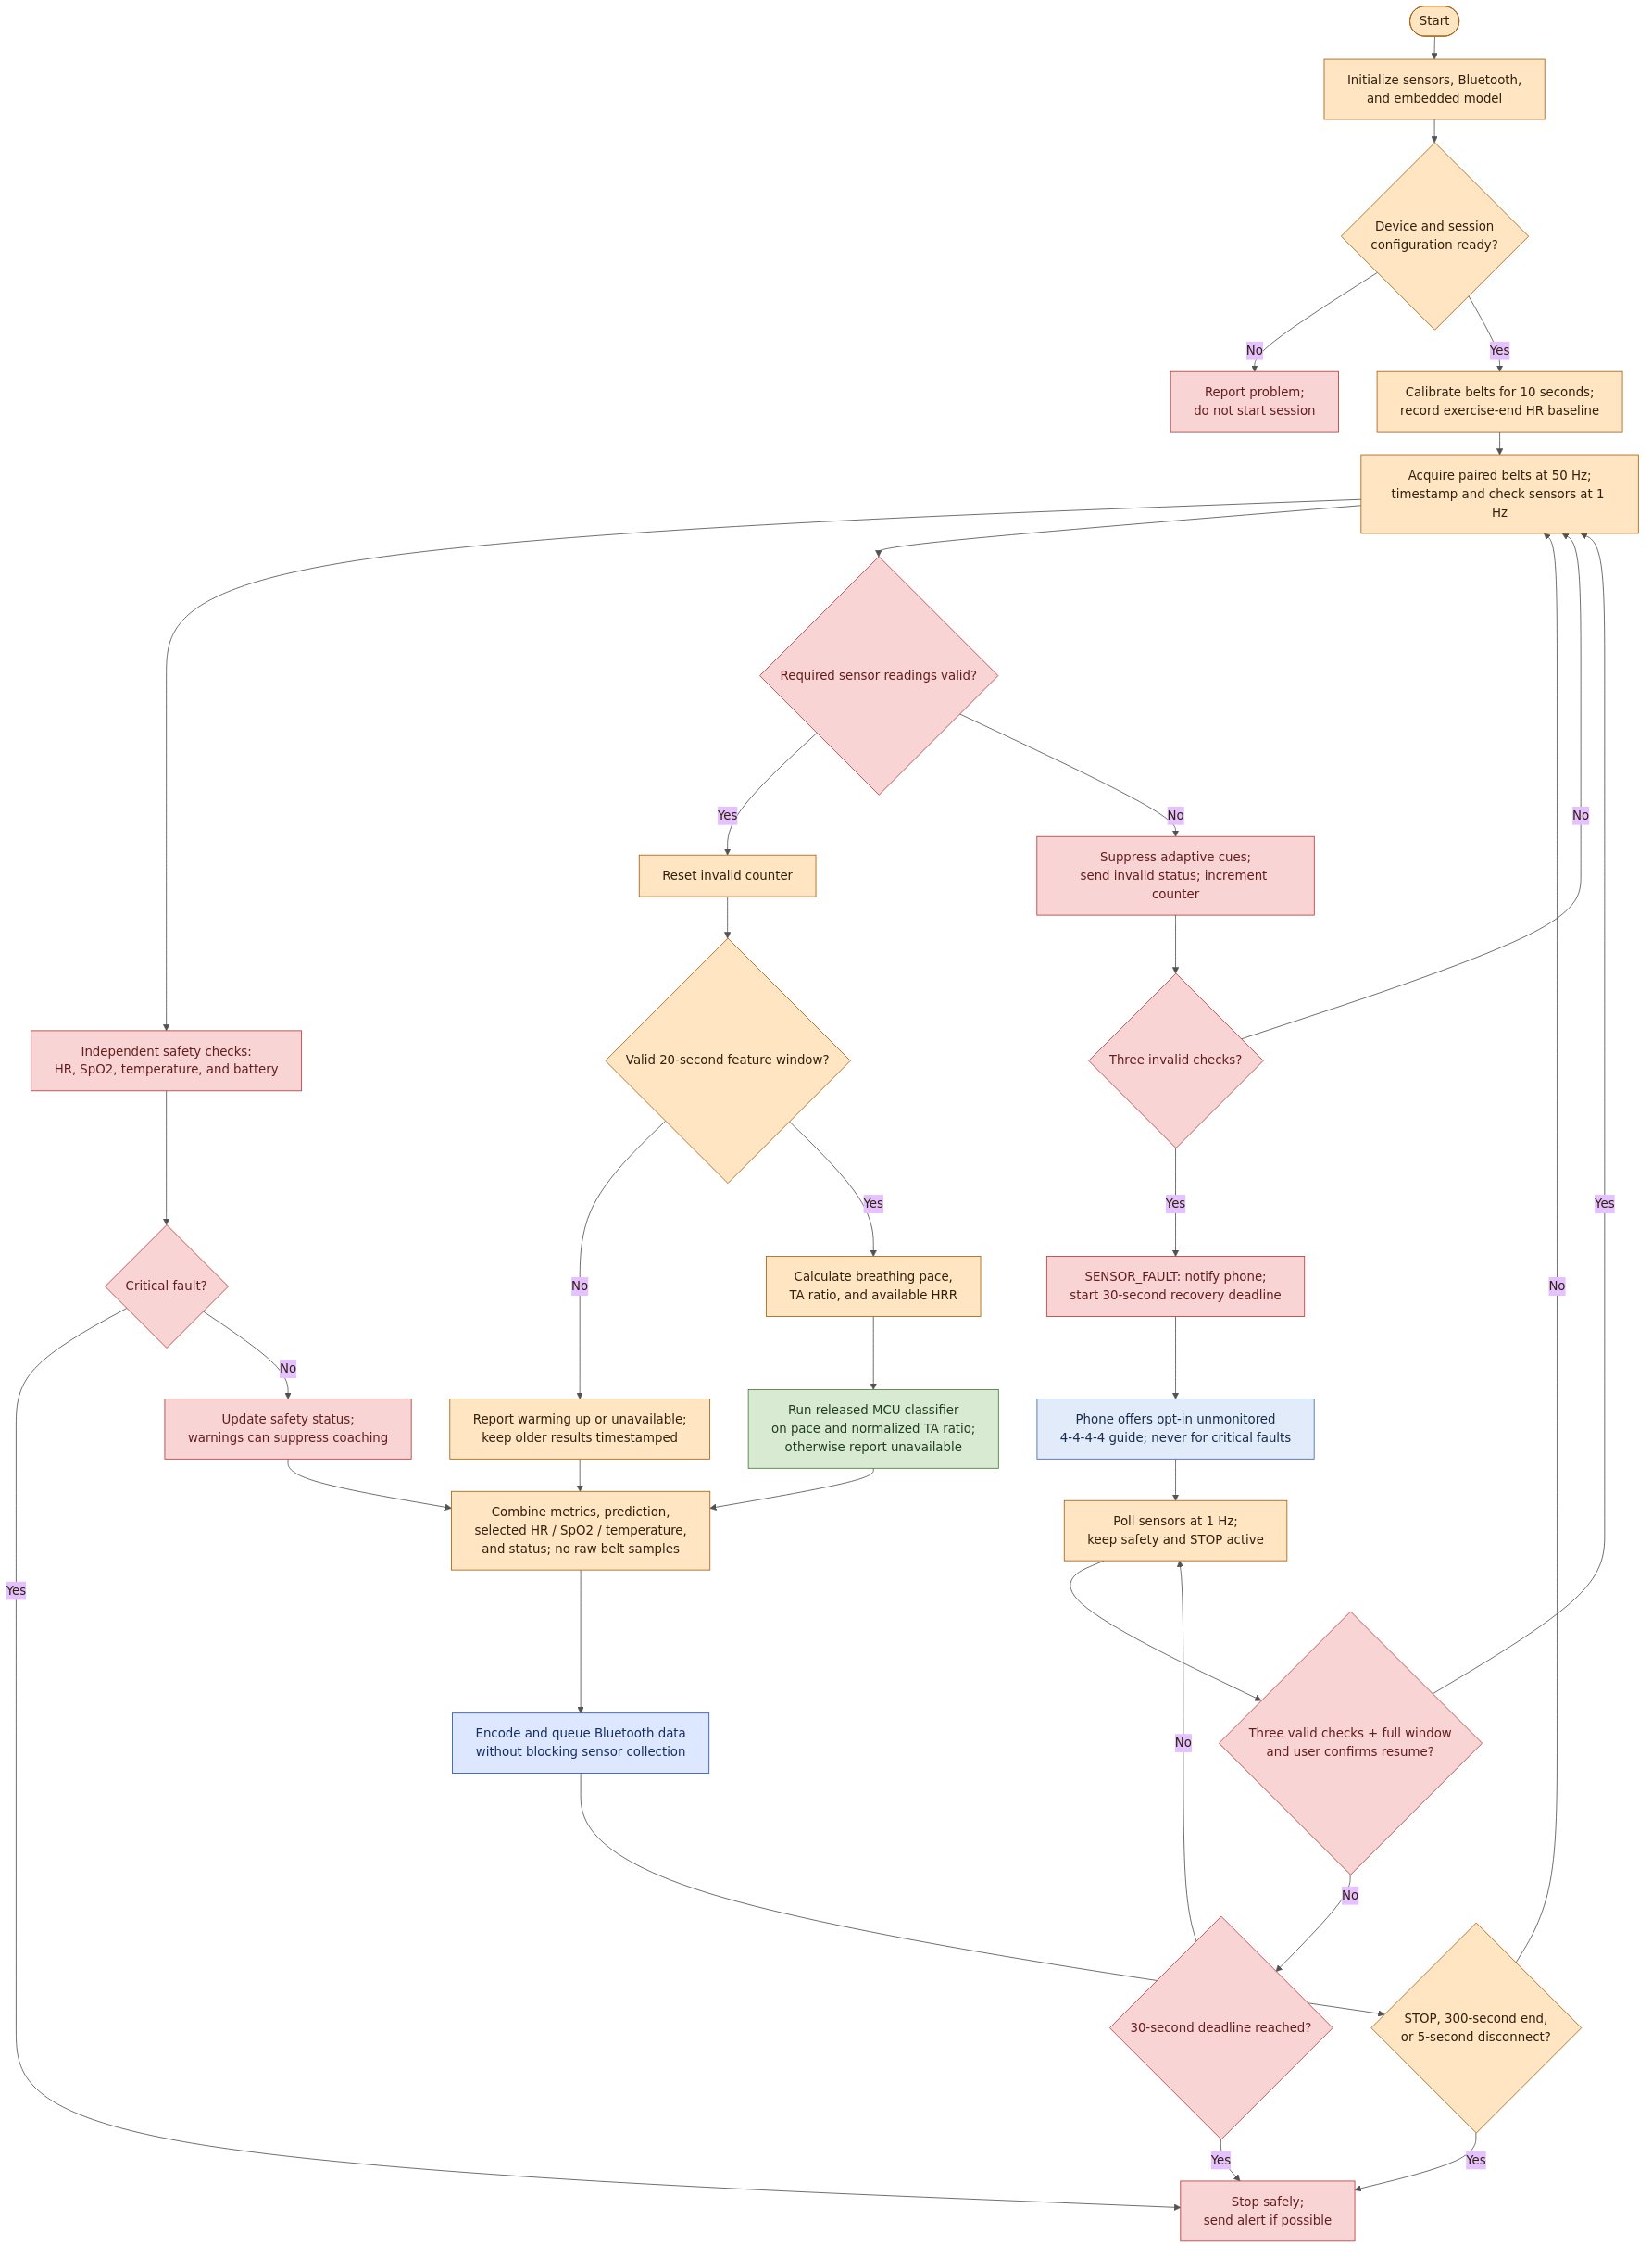 Start
Initialize sensors, Bluetooth,
and embedded model
Device and session
configuration ready?
No
Yes
Report problem;
do not start session
Calibrate belts for 10 seconds;
record exercise-end HR baseline
Acquire paired belts at 50 Hz;
timestamp and check sensors at 1
Hz
Required sensor readings valid?
Yes
No
No
Reset invalid counter
Suppress adaptive cues;
send invalid status; increment
counter
Independent safety checks:
HR, SpO2, temperature, and battery
Valid 20-second feature window?
Three invalid checks?
Yes
Yes
Yes
Critical fault?
No
Calculate breathing pace,
TA ratio, and available HRR
SENSOR_FAULT: notify phone;
start 30-second recovery deadline
No
No
Update safety status;
warnings can suppress coaching
Report warming up or unavailable;
keep older results timestamped
Run released MCU classifier
on pace and normalized TA ratio;
otherwise report unavailable
Phone offers opt-in unmonitored
4-4-4-4 guide; never for critical faults
Combine metrics, prediction,
selected HR / SpO2 / temperature,
and status; no raw belt samples
Poll sensors at 1 Hz;
keep safety and STOP active
Yes
Encode and queue Bluetooth data
without blocking sensor collection
No
Three valid checks + full window
and user confirms resume?
No
30-second deadline reached?
STOP, 300-second end,
or 5-second disconnect?
Yes
Yes
Stop safely;
send alert if possible